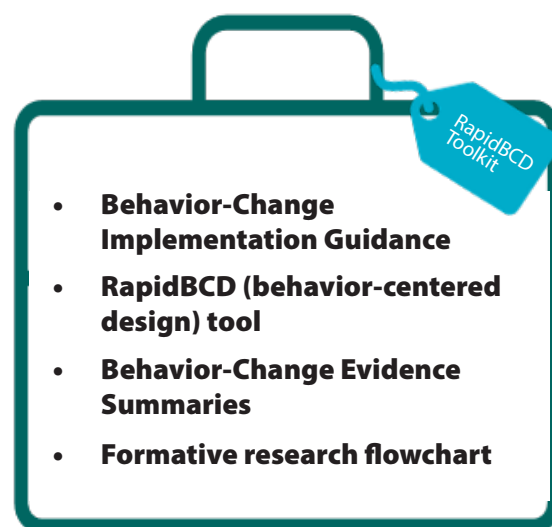 RapidBCD
Toolkit
• Behavior-Change
Implementation Guidance
• RapidBCD (behavior-centered
design) tool
• Behavior-Change Evidence
Summaries
• Formative research flowchart